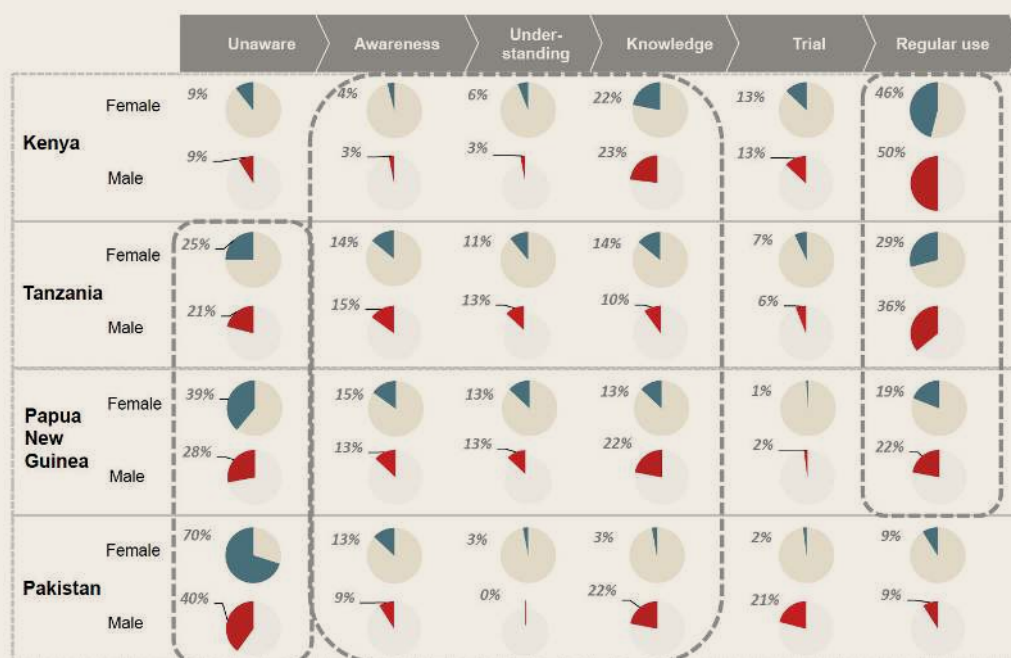 Unaware Awareness Under-standing Knowledge Trial Regular use
Kenya
Female 9% 4% 6% 22% 13% 46%
Male 9% 3% 3% 23% 13% 50%
Tanzania
Female 25% 14% 11% 14% 7% 29%
Male 21% 15% 13% 10% 6% 36%
Papua New Guinea
Female 39% 15% 13% 13% 1% 19%
Male 28% 13% 13% 22% 2% 22%
Pakistan
Female 70% 13% 3% 3% 2% 9%
Male 40% 9% 0% 22% 21% 9%